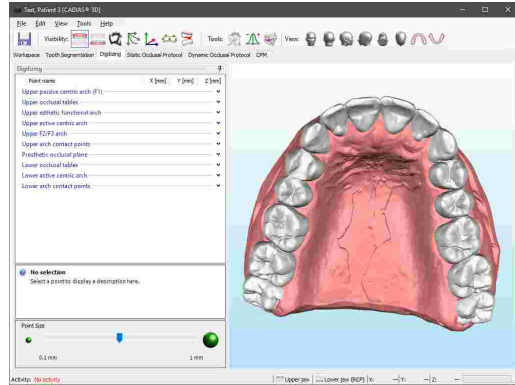 Test, Patient 3 [CADIAS® 3D]
File Edit View Tools Help
Visibility: Tools: View:
Workspace Tooth Segmentation Digitizing Static Occlusal Protocol Dynamic Occlusal Protocol CPM
Digitizing
Point name X [mm] Y [mm] Z [mm]
Upper passive centric arch (F1)
Upper occlusal tables
Upper esthetic functional arch
Upper active centric arch
Upper F2/F3 arch
Upper arch contact points
Prosthetic occlusal plane
Lower occlusal tables
Lower active centric arch
Lower arch contact points
No selection
Select a point to display a description here.
Point Size
0.1 mm 1 mm
Activity: No activity Upper jaw Lower jaw (RCP) X: — Y: — Z: —